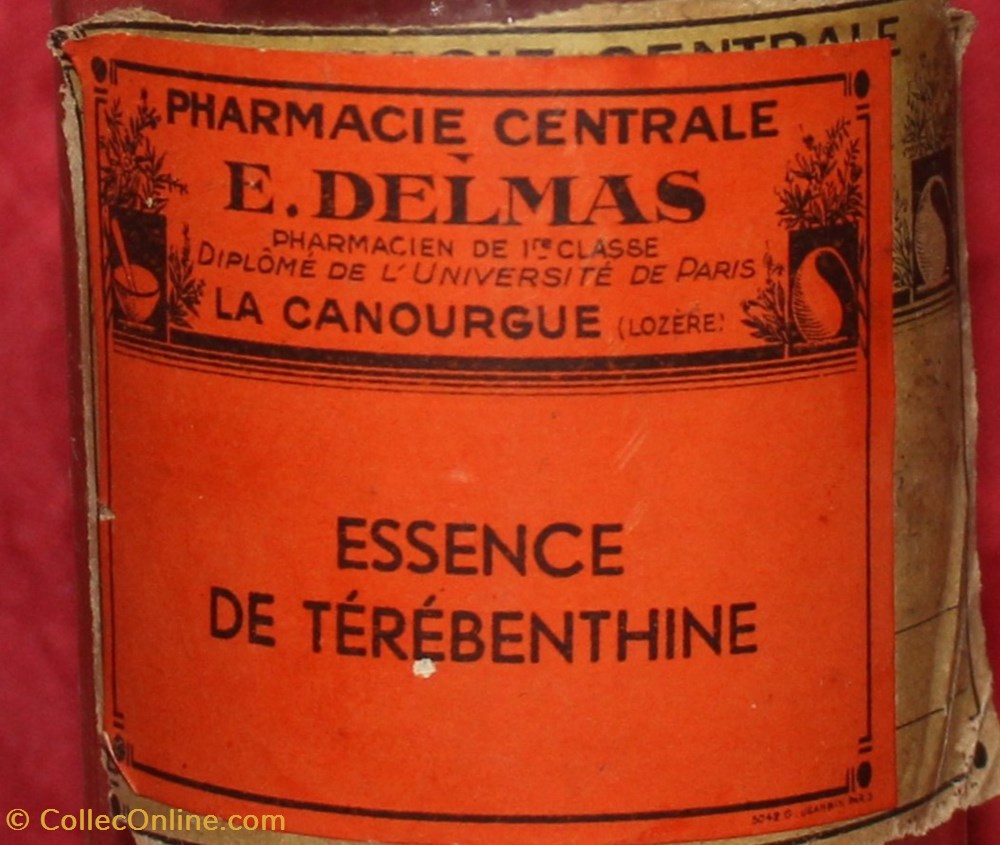 CENTRALE
PHARMACIE CENTRALE
E. DELMAS
PHARMACIEN DE 1re CLASSE
DIPLÔMÉ DE L'UNIVERSITÉ DE PARIS
LA CANOURGUE (LOZÈRE)
ESSENCE
DE TÉRÉBENTHINE
© CollecOnline.com